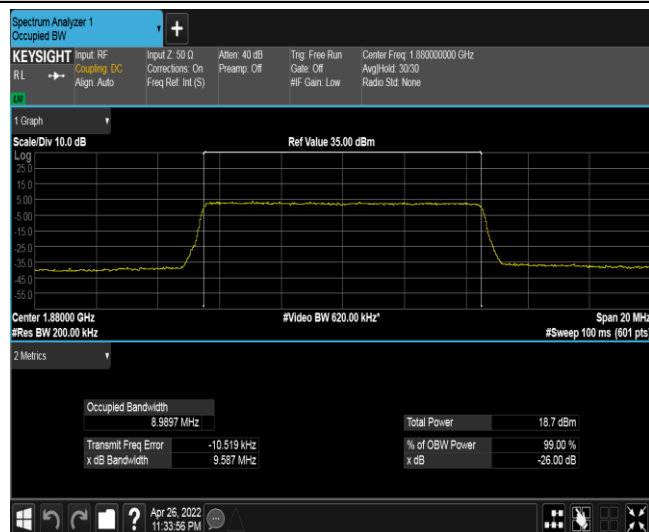 Spectrum Analyzer 1
Occupied BW
+
KEYSIGHT Input: RF Input Z: 50 Ω Atten: 40 dB Trig: Free Run Center Freq: 1.880000000 GHz
RL Coupling: DC Corrections: On Preamp: Off Gate: Off Avg|Hold: 30/30
Align: Auto Freq Ref: Int (S) #IF Gain: Low Radio Std: None
1 Graph
Scale/Div 10.0 dB Ref Value 35.00 dBm
Log
25.0
15.0
5.00
-5.00
-15.0
-25.0
-35.0
-45.0
-55.0
Center 1.88000 GHz #Video BW 620.00 kHz* Span 20 MHz
#Res BW 200.00 kHz #Sweep 100 ms (601 pts)
2 Metrics
Occupied Bandwidth
8.9897 MHz Total Power 18.7 dBm
Transmit Freq Error -10.519 kHz % of OBW Power 99.00 %
x dB Bandwidth 9.587 MHz x dB -26.00 dB
? Apr 26, 2022
11:33:56 PM